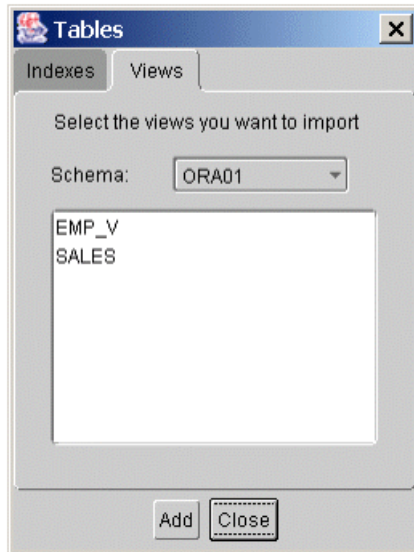 Tables
Indexes Views
Select the views you want to import
Schema: ORA01
EMP_V
SALES
Add Close